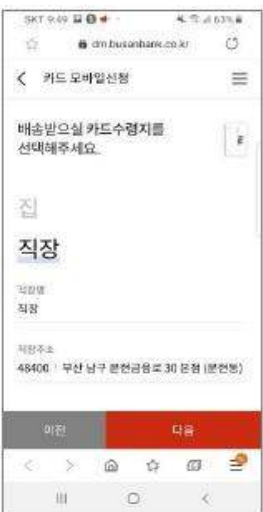 SKT 9:49
63%
dm.busanbank.co.kr
카드 모바일신청
배송받으실 카드수령지를
선택해주세요.
집
직장
직장명
직장
직장주소
48400 부산 남구 문현금융로 30 본점 (문현동)
이전
다음